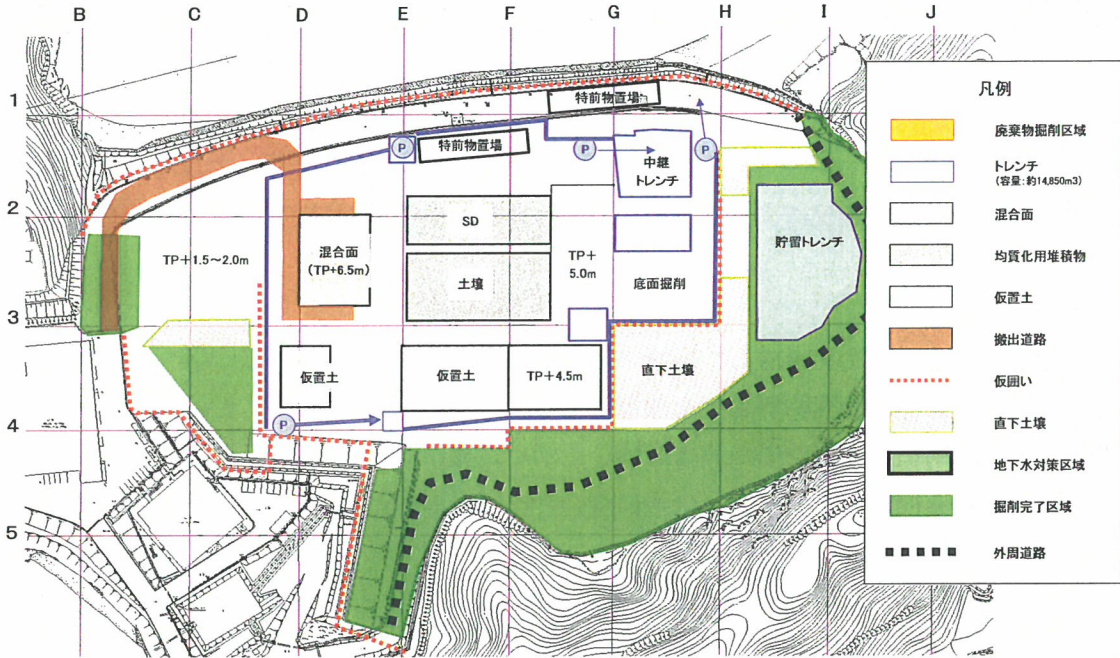 B C D E F G H I J
1
特前物置場
凡例
廃棄物掘削区域
P
特前物置場
P
中継
トレンチ
P
トレンチ
(容量:約14,850m3)
2
SD
混合面
混合面
(TP+6.5m)
TP+1.5〜2.0m
TP+
5.0m
貯留トレンチ
均質化用堆積物
土壌
底面掘削
仮置土
3
搬出道路
仮置土
仮置土
TP+4.5m
直下土壌
仮囲い
4
P
直下土壌
地下水対策区域
掘削完了区域
5
外周道路